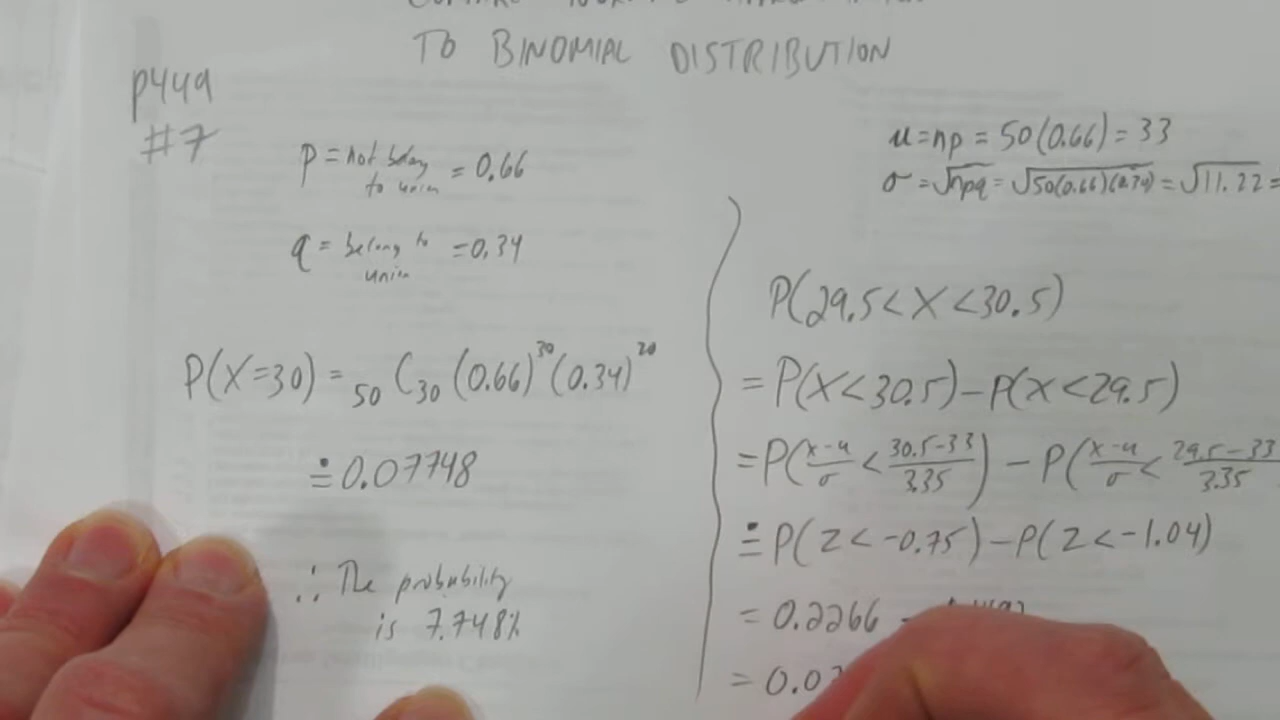 TO BINOMIAL DISTRIBUTION
p449
#7
p = not belong to union = 0.66
q = belong to union = 0.34
P(X=30) = ₅₀C₃₀ (0.66)³⁰(0.34)²⁰
≐ 0.07748
∴ The probability
is 7.748%
u = np = 50(0.66) = 33
σ = √npq = √50(0.66)(0.34) = √11.22 =
P(29.5 < X < 30.5)
= P(X < 30.5) – P(X < 29.5)
= P(x-u/σ < 30.5-33/3.35) – P(x-u/σ < 29.5-33/3.35
≐ P(Z < -0.75) – P(Z < -1.04)
= 0.2266 –
= 0.0